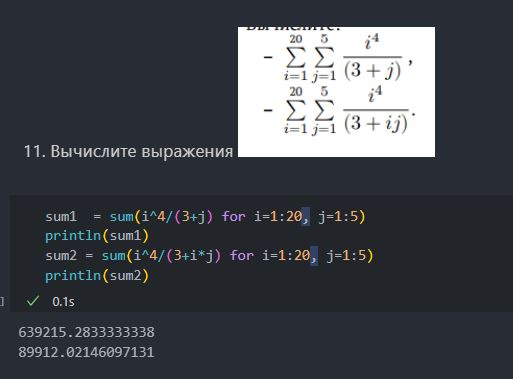 Вычислите:
- \sum_{i=1}^{20} \sum_{j=1}^{5} \frac{i^4}{(3 + j)},
- \sum_{i=1}^{20} \sum_{j=1}^{5} \frac{i^4}{(3 + ij)}.
11. Вычислите выражения
sum1  = sum(i^4/(3+j) for i=1:20, j=1:5)
println(sum1)
sum2 = sum(i^4/(3+i*j) for i=1:20, j=1:5)
println(sum2)
] ✓ 0.1s
639215.2833333338
89912.02146097131